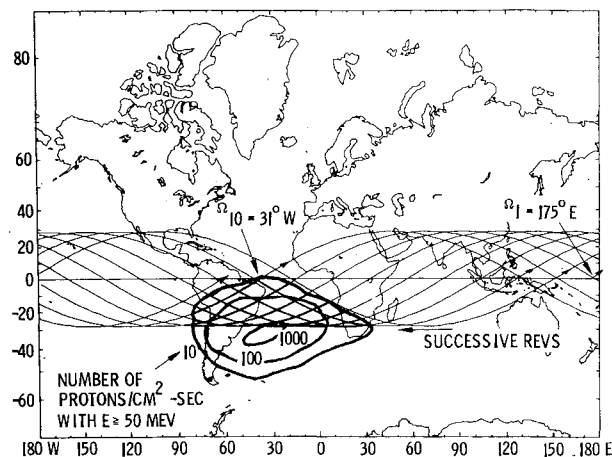 80
60
40
20
0
-20
-40
-60
Ω10 = 31° W
Ω1 = 175° E
SUCCESSIVE REVS
10
100
1000
NUMBER OF
PROTONS/CM² -SEC
WITH E ≥ 50 MEV
180 W 150 120 90 60 30 0 30 60 90 120 150 180 E